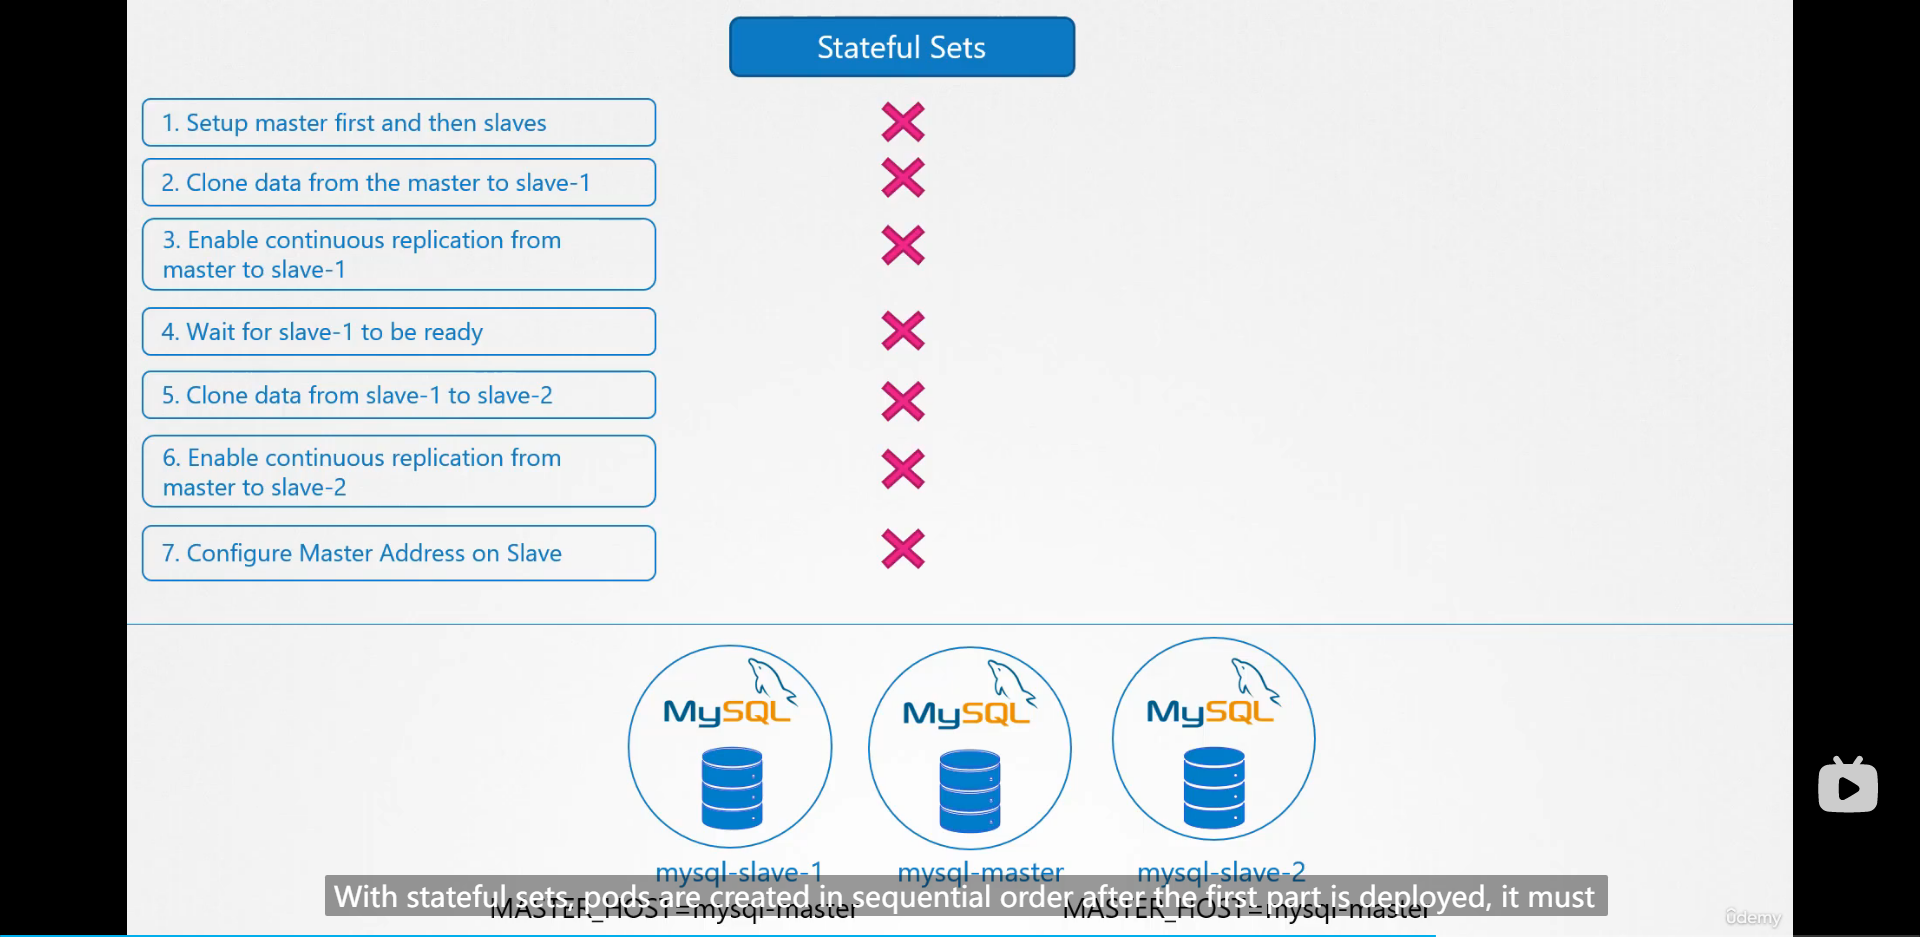 Stateful Sets
1. Setup master first and then slaves
2. Clone data from the master to slave-1
3. Enable continuous replication from
master to slave-1
4. Wait for slave-1 to be ready
5. Clone data from slave-1 to slave-2
6. Enable continuous replication from
master to slave-2
7. Configure Master Address on Slave
MySQL
MySQL
MySQL
mysql-slave-1
mysql-master
mysql-slave-2
With stateful sets, pods are created in sequential order after the first part is deployed, it must
MASTER_HOST=mysql-master
MASTER_HOST=mysql-master
ûdemy